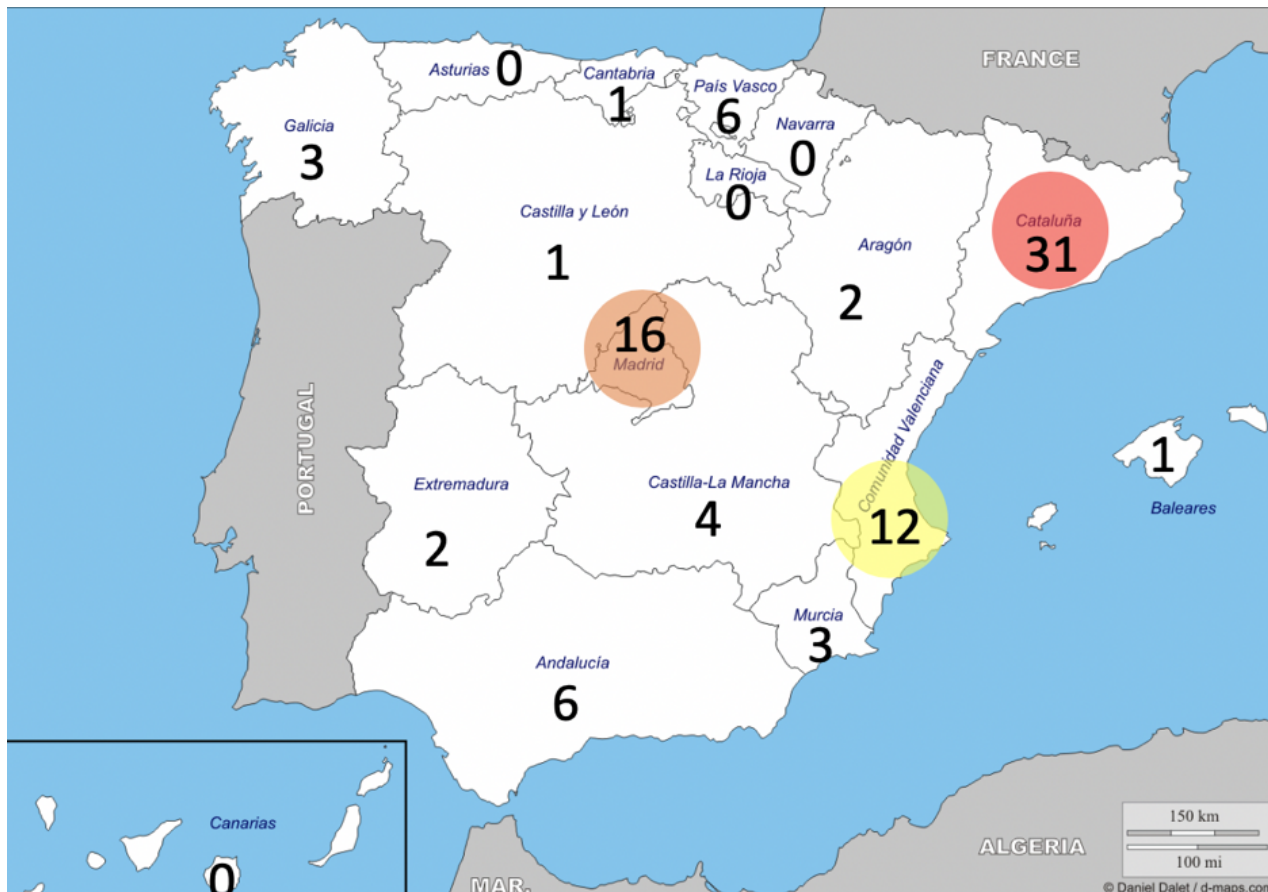 FRANCE
Asturias 0
Cantabria
1
País Vasco
6
Navarra
0
Galicia
3
La Rioja
0
Castilla y León
1
Cataluña
31
Aragón
2
16
Madrid
PORTUGAL
Comunidad Valenciana
12
Extremadura
2
Castilla-La Mancha
4
1
Baleares
Murcia
3
Andalucía
6
Canarias
0
MAR.
ALGERIA
150 km
100 mi
© Daniel Dalet / d-maps.com